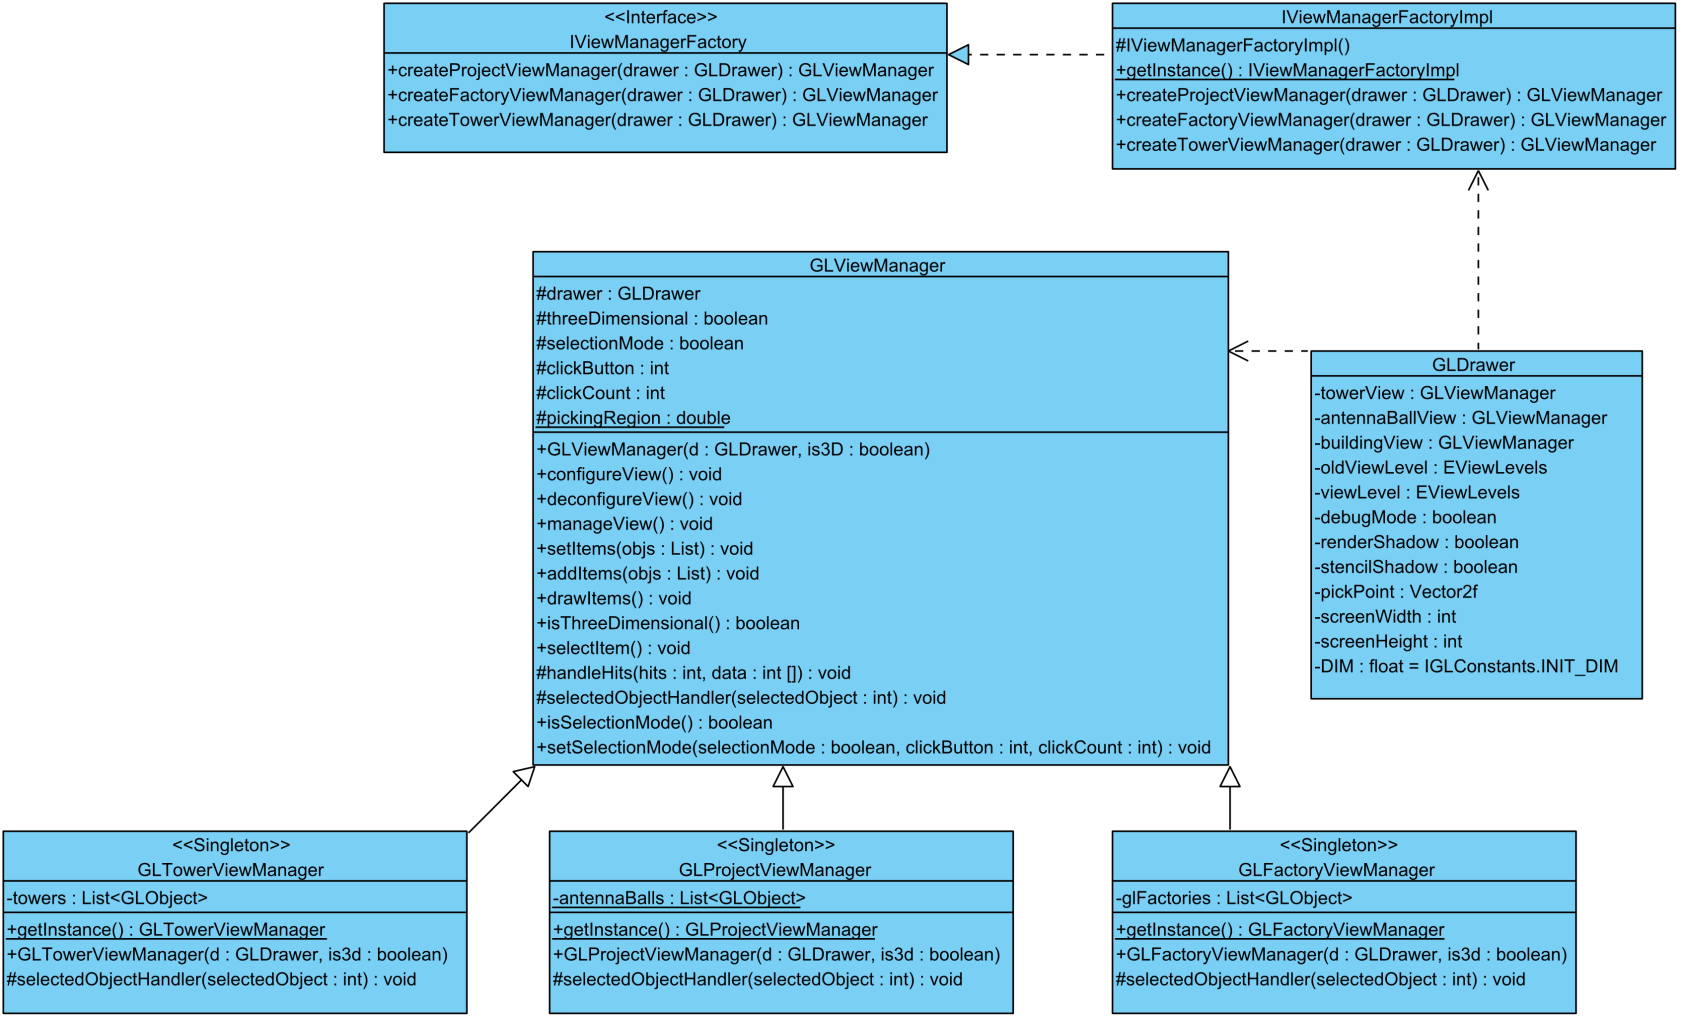 <<Interface>>
IViewManagerFactory
+createProjectViewManager(drawer : GLDrawer) : GLViewManager
+createFactoryViewManager(drawer : GLDrawer) : GLViewManager
+createTowerViewManager(drawer : GLDrawer) : GLViewManager
IViewManagerFactoryImpl
#IViewManagerFactoryImpl()
+getInstance() : IViewManagerFactoryImpl
+createProjectViewManager(drawer : GLDrawer) : GLViewManager
+createFactoryViewManager(drawer : GLDrawer) : GLViewManager
+createTowerViewManager(drawer : GLDrawer) : GLViewManager
GLViewManager
#drawer : GLDrawer
#threeDimensional : boolean
#selectionMode : boolean
#clickButton : int
#clickCount : int
#pickingRegion : double
+GLViewManager(d : GLDrawer, is3D : boolean)
+configureView() : void
+deconfigureView() : void
+manageView() : void
+setItems(objs : List) : void
+addItems(objs : List) : void
+drawItems() : void
+isThreeDimensional() : boolean
+selectItem() : void
#handleHits(hits : int, data : int []) : void
#selectedObjectHandler(selectedObject : int) : void
+isSelectionMode() : boolean
+setSelectionMode(selectionMode : boolean, clickButton : int, clickCount : int) : void
GLDrawer
-towerView : GLViewManager
-antennaBallView : GLViewManager
-buildingView : GLViewManager
-oldViewLevel : EViewLevels
-viewLevel : EViewLevels
-debugMode : boolean
-renderShadow : boolean
-stencilShadow : boolean
-pickPoint : Vector2f
-screenWidth : int
-screenHeight : int
-DIM : float = IGLConstants.INIT_DIM
<<Singleton>>
GLTowerViewManager
-towers : List<GLObject>
+getInstance() : GLTowerViewManager
+GLTowerViewManager(d : GLDrawer, is3d : boolean)
#selectedObjectHandler(selectedObject : int) : void
<<Singleton>>
GLProjectViewManager
-antennaBalls : List<GLObject>
+getInstance() : GLProjectViewManager
+GLProjectViewManager(d : GLDrawer, is3d : boolean)
#selectedObjectHandler(selectedObject : int) : void
<<Singleton>>
GLFactoryViewManager
-glFactories : List<GLObject>
+getInstance() : GLFactoryViewManager
+GLFactoryViewManager(d : GLDrawer, is3d : boolean)
#selectedObjectHandler(selectedObject : int) : void